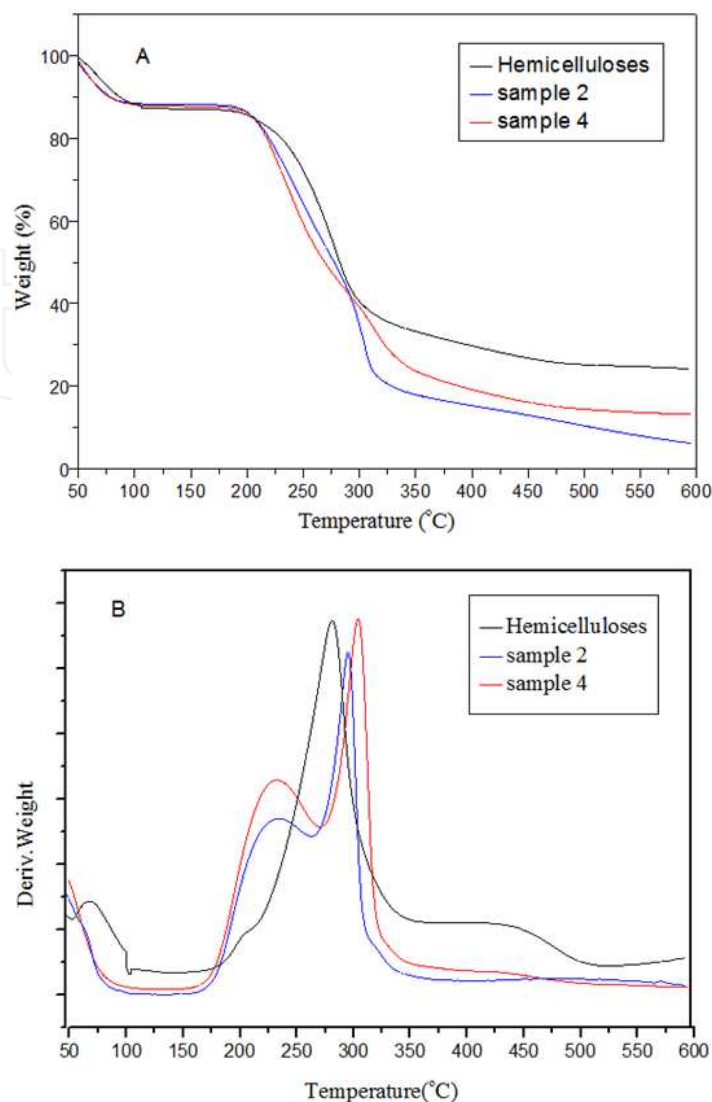 A
Hemicelluloses
sample 2
sample 4
100
80
60
40
20
0
Weight (%)
50 100 150 200 250 300 350 400 450 500 550 600
Temperature (°C)
B
Hemicelluloses
sample 2
sample 4
Deriv.Weight
50 100 150 200 250 300 350 400 450 500 550 600
Temperature(°C)